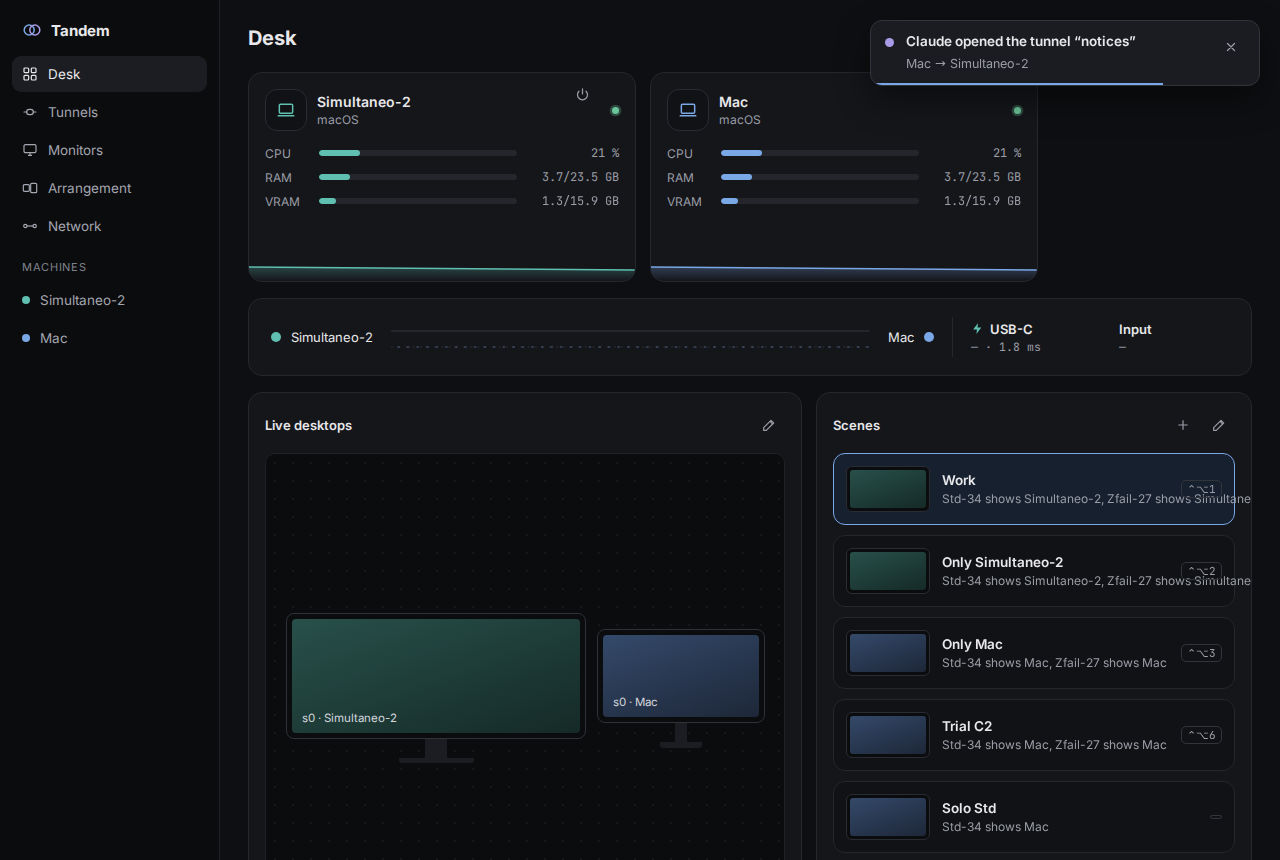 Tandem
Desk
Tunnels
Monitors
Arrangement
Network
MACHINES
Simultaneo-2
Mac
Desk
Claude opened the tunnel “notices”
Mac → Simultaneo-2
Simultaneo-2
macOS
CPU
21 %
RAM
3.7/23.5 GB
VRAM
1.3/15.9 GB
Mac
macOS
CPU
21 %
RAM
3.7/23.5 GB
VRAM
1.3/15.9 GB
Simultaneo-2
Mac
USB-C
— · 1.8 ms
Input
—
Live desktops
s0 · Simultaneo-2
s0 · Mac
Scenes
Work
Std-34 shows Simultaneo-2, Zfail-27 shows Simultane
⌃⌥1
Only Simultaneo-2
Std-34 shows Simultaneo-2, Zfail-27 shows Simultane
⌃⌥2
Only Mac
Std-34 shows Mac, Zfail-27 shows Mac
⌃⌥3
Trial C2
Std-34 shows Mac, Zfail-27 shows Mac
⌃⌥6
Solo Std
Std-34 shows Mac